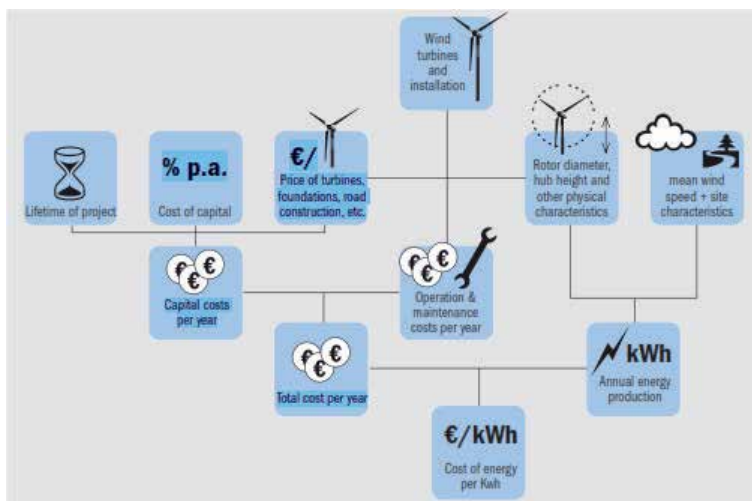 Wind
turbines
and
installation
Lifetime of project
% p.a.
Cost of capital
€/
Price of turbines,
foundations, road
construction, etc.
Rotor diameter,
hub height and
other physical
characteristics
mean wind
speed + site
characteristics
€ € €
Capital costs
per year
€ € €
Operation &
maintenance
costs per year
€ € €
Total cost per year
kWh
Annual energy
production
€/kWh
Cost of energy
per Kwh